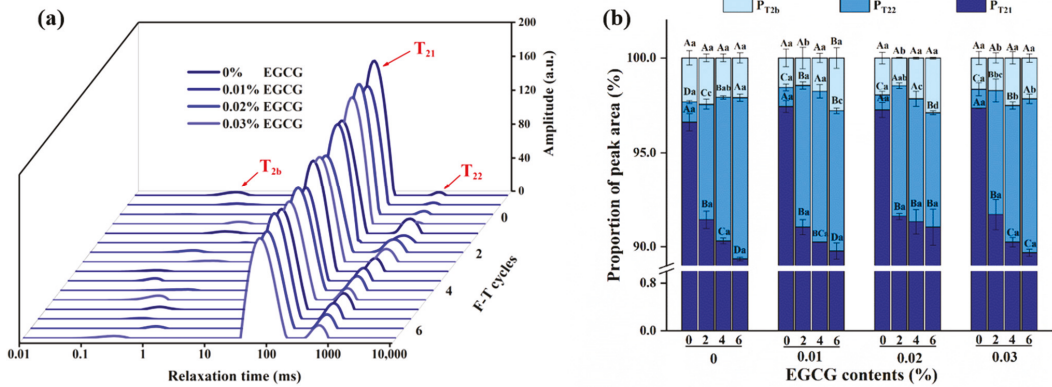 (a)
200
160
120
80
40
0
Amplitude (a.u.)
0% EGCG
0.01% EGCG
0.02% EGCG
0.03% EGCG
T21
T2b
T22
0
2
4
6
F-T cycles
0.01 0.1 1 10 100 1000 10,000
Relaxation time (ms)
(b)
PT2b PT22 PT21
Proportion of peak area (%)
100.0
95.0
90.0
0.8
0.0
Aa Aa Aa Aa Aa Ab Aa Ba Aa Ab Aa Aa Aa Ab Aa Aa
Da Cc Bab Aa Ca Ba Aa Bc Ca Aab Ca Bd Ca Bbc Bb Ca
Aa Ba Ca Da Aa Ba BCa Da Aa Ba Ba Ba Aa Ba Ca Ca
0 2 4 6 0 2 4 6 0 2 4 6 0 2 4 6
0 0.01 0.02 0.03
EGCG contents (%)